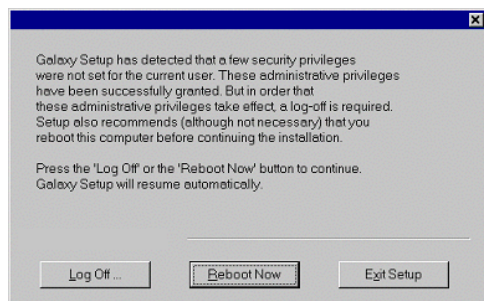 Galaxy Setup has detected that a few security privileges
were not set for the current user. These administrative privileges
have been successfully granted. But in order that
these administrative privileges take effect, a log-off is required.
Setup also recommends (although not necessary) that you
reboot this computer before continuing the installation.
Press the 'Log Off' or the 'Reboot Now' button to continue.
Galaxy Setup will resume automatically.
Log Off ...
Reboot Now
Exit Setup